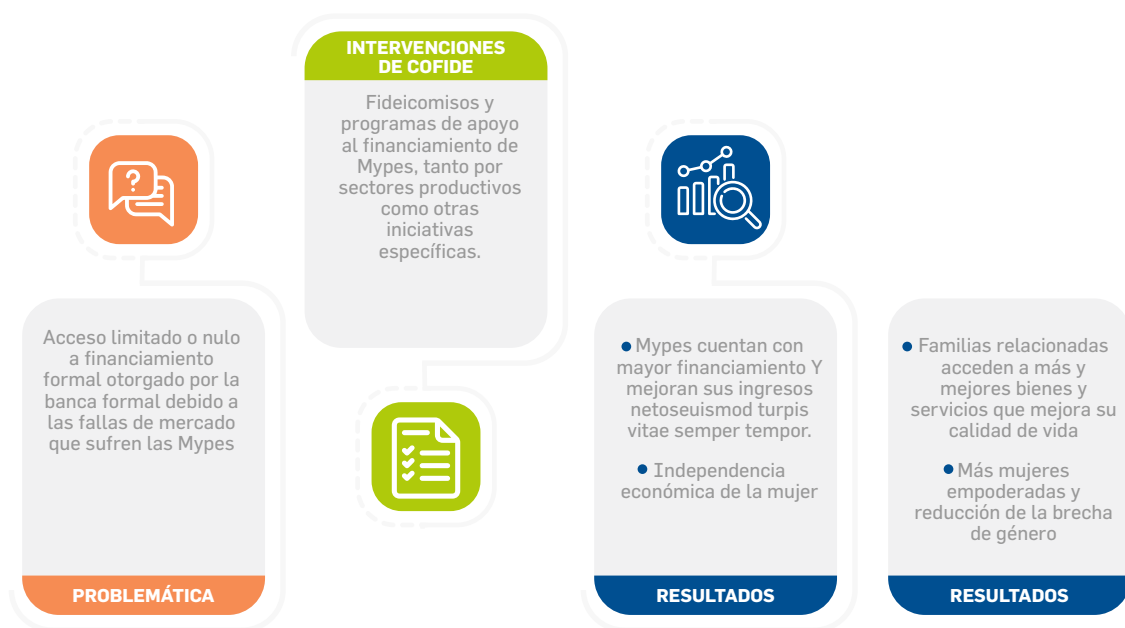 Acceso limitado o nulo
a financiamiento
formal otorgado por la
banca formal debido a
las fallas de mercado
que sufren las Mypes
PROBLEMÁTICA
INTERVENCIONES
DE COFIDE
Fideicomisos y
programas de apoyo
al financiamiento de
Mypes, tanto por
sectores productivos
como otras
iniciativas
específicas.
?
• Mypes cuentan con
mayor financiamiento Y
mejoran sus ingresos
netoseuismod turpis
vitae semper tempor.
• Independencia
económica de la mujer
RESULTADOS
• Familias relacionadas
acceden a más y
mejores bienes y
servicios que mejora su
calidad de vida
• Más mujeres
empoderadas y
reducción de la brecha
de género
RESULTADOS